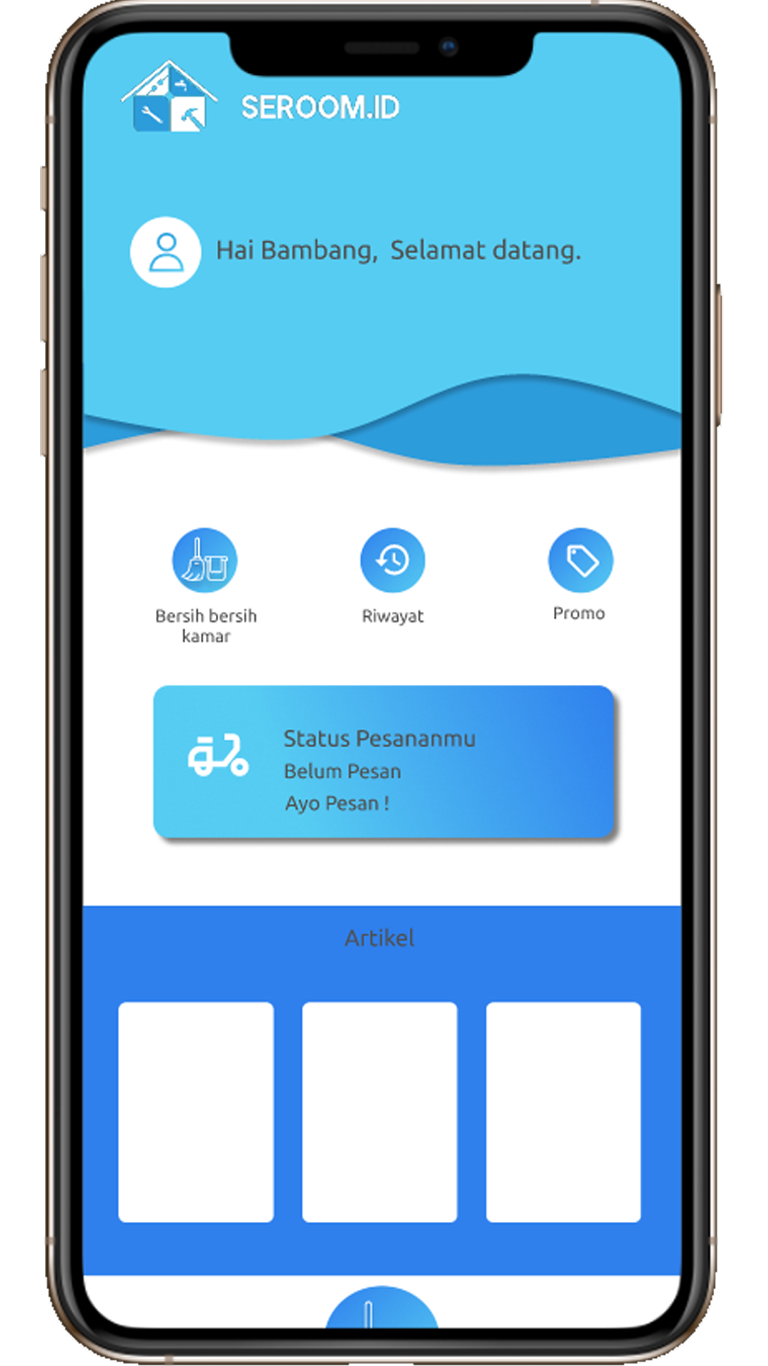 SEROOM.ID
Hai Bambang, Selamat datang.
Bersih bersih
kamar
Riwayat
Promo
Status Pesananmu
Belum Pesan
Ayo Pesan !
Artikel